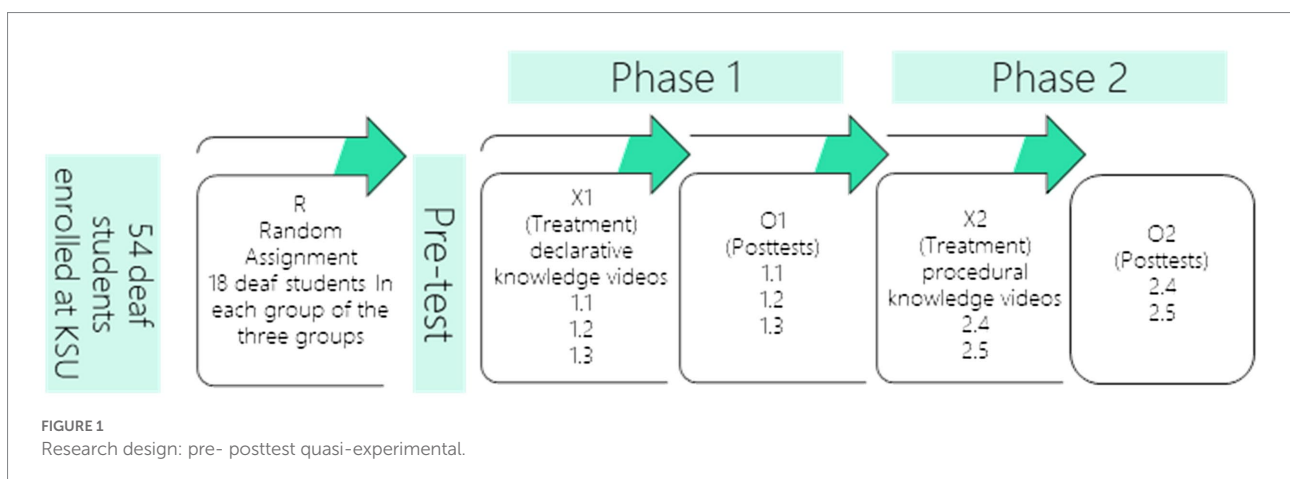 Phase 1
Phase 2
54 deaf
students
enrolled at KSU
R
Random
Assignment
18 deaf students In
each group of the
three groups
Pre-test
X1
(Treatment)
declarative
knowledge videos
1.1
1.2
1.3
O1
(Posttests)
1.1
1.2
1.3
X2
(Treatment)
procedural
knowledge videos
2.4
2.5
O2
(Posttests)
2.4
2.5
FIGURE 1
Research design: pre- posttest quasi-experimental.